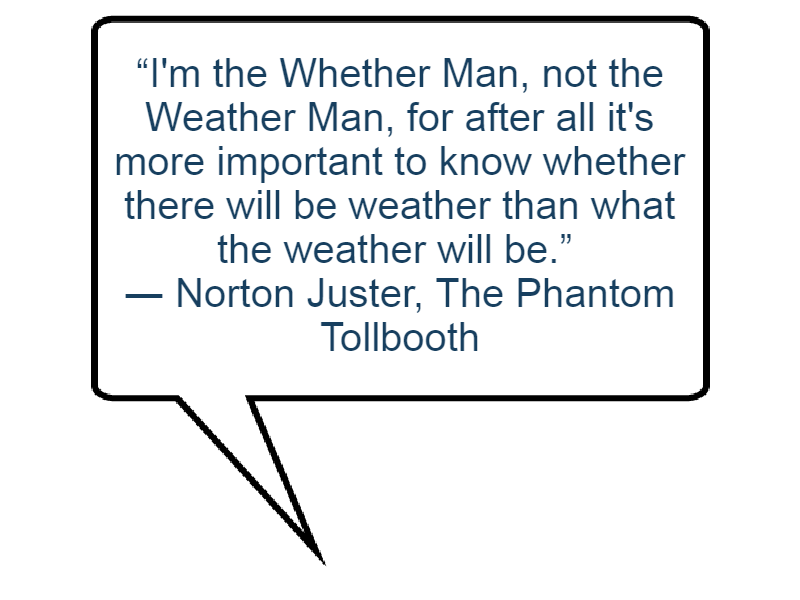 “I'm the Whether Man, not the
Weather Man, for after all it's
more important to know whether
there will be weather than what
the weather will be.”
― Norton Juster, The Phantom
Tollbooth